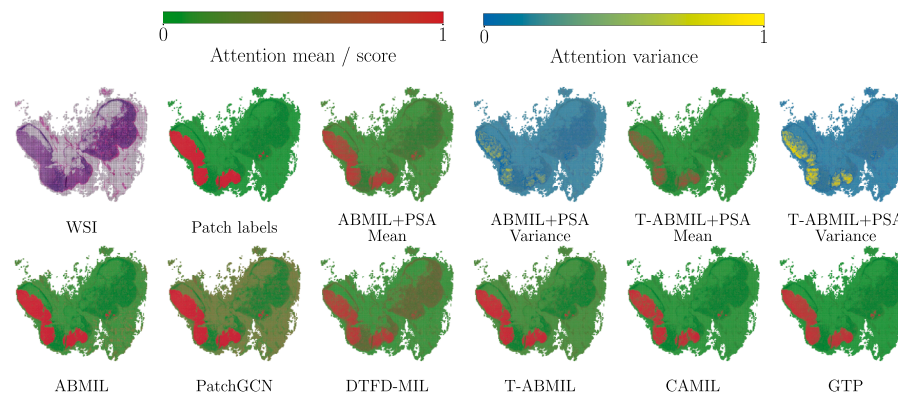 0 1 0 1
Attention mean / score Attention variance
WSI Patch labels ABMIL+PSA ABMIL+PSA T-ABMIL+PSA T-ABMIL+PSA
Mean Variance Mean Variance
ABMIL PatchGCN DTFD-MIL T-ABMIL CAMIL GTP